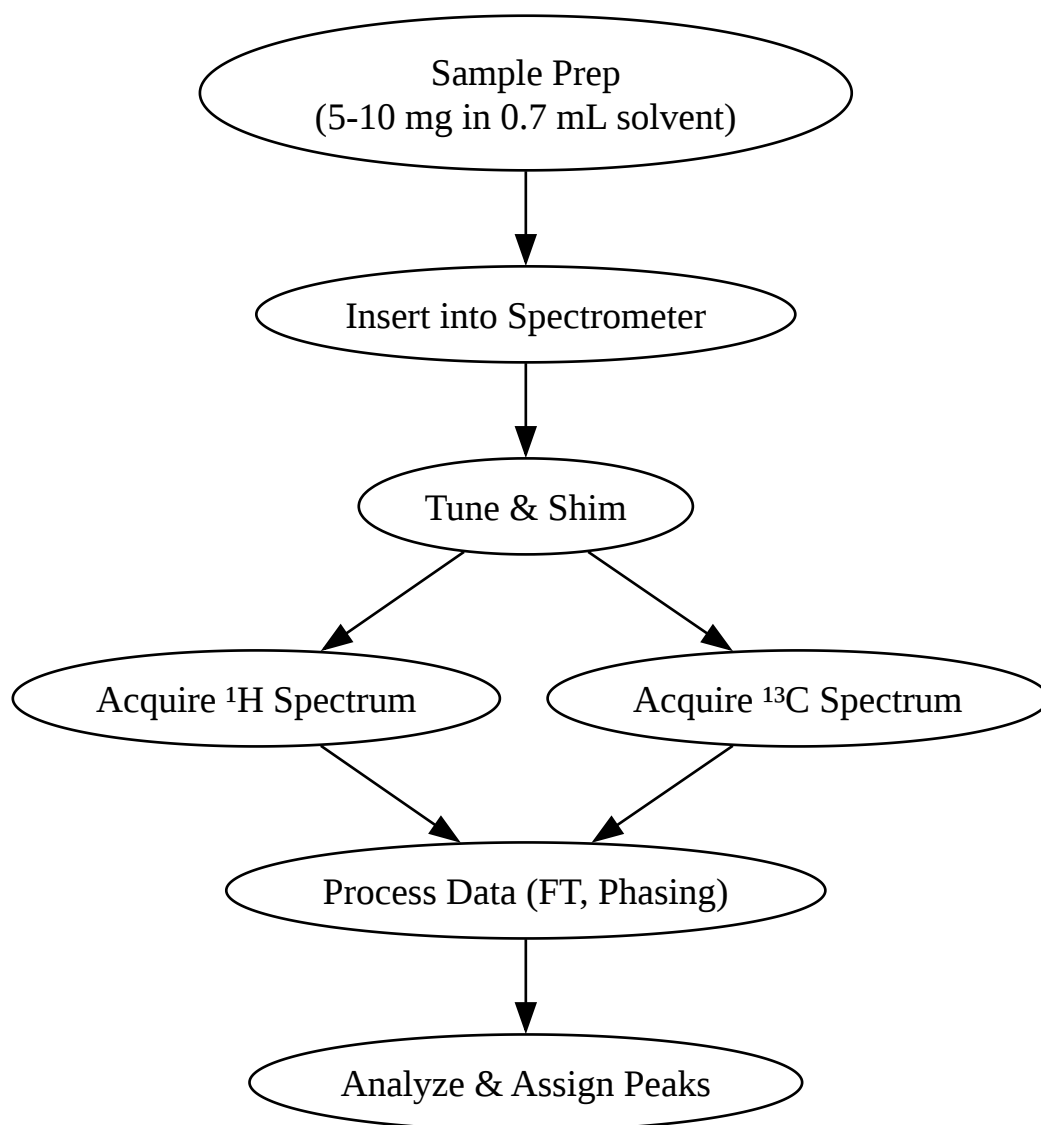 Sample Prep
(5-10 mg in 0.7 mL solvent)
Insert into Spectrometer
Tune & Shim
Acquire ¹H Spectrum
Acquire ¹³C Spectrum
Process Data (FT, Phasing)
Analyze & Assign Peaks